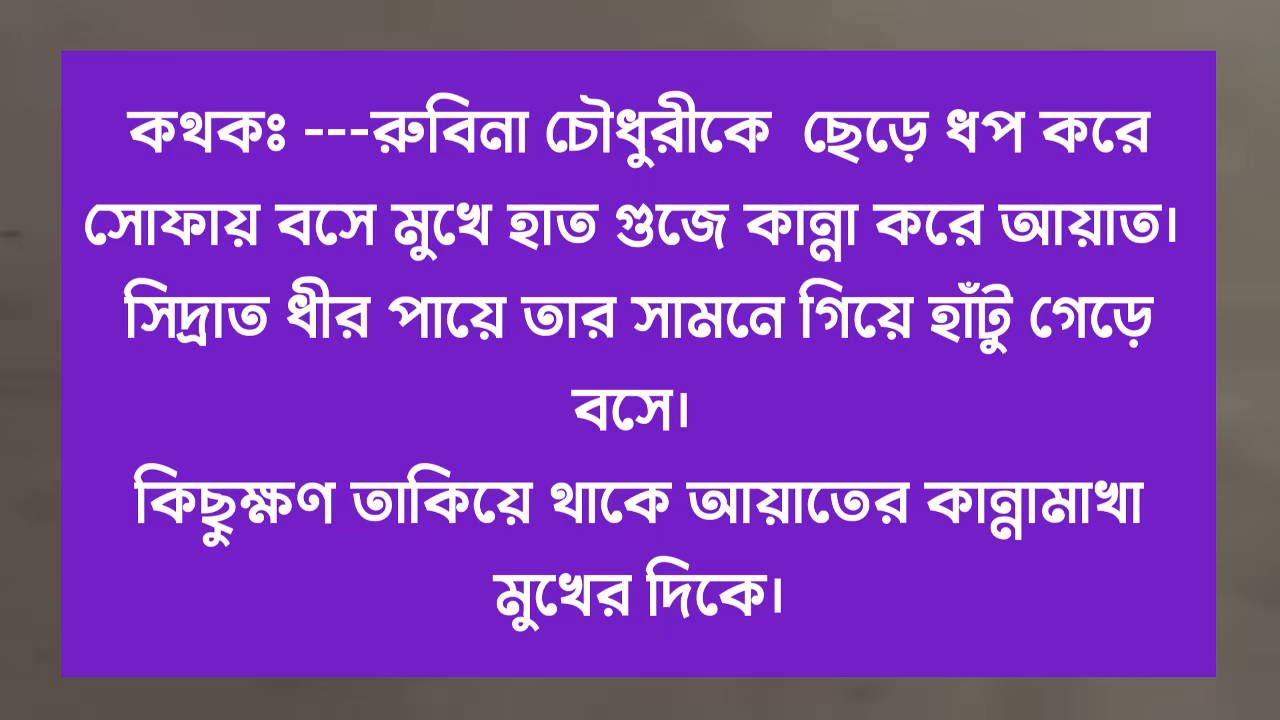 কথকঃ ---রুবিনা চৌধুরীকে  ছেড়ে ধপ করে
সোফায় বসে মুখে হাত গুজে কান্না করে আয়াত।
সিদ্রাত ধীর পায়ে তার সামনে গিয়ে হাঁটু গেড়ে
বসে।
কিছুক্ষণ তাকিয়ে থাকে আয়াতের কান্নামাখা
মুখের দিকে।